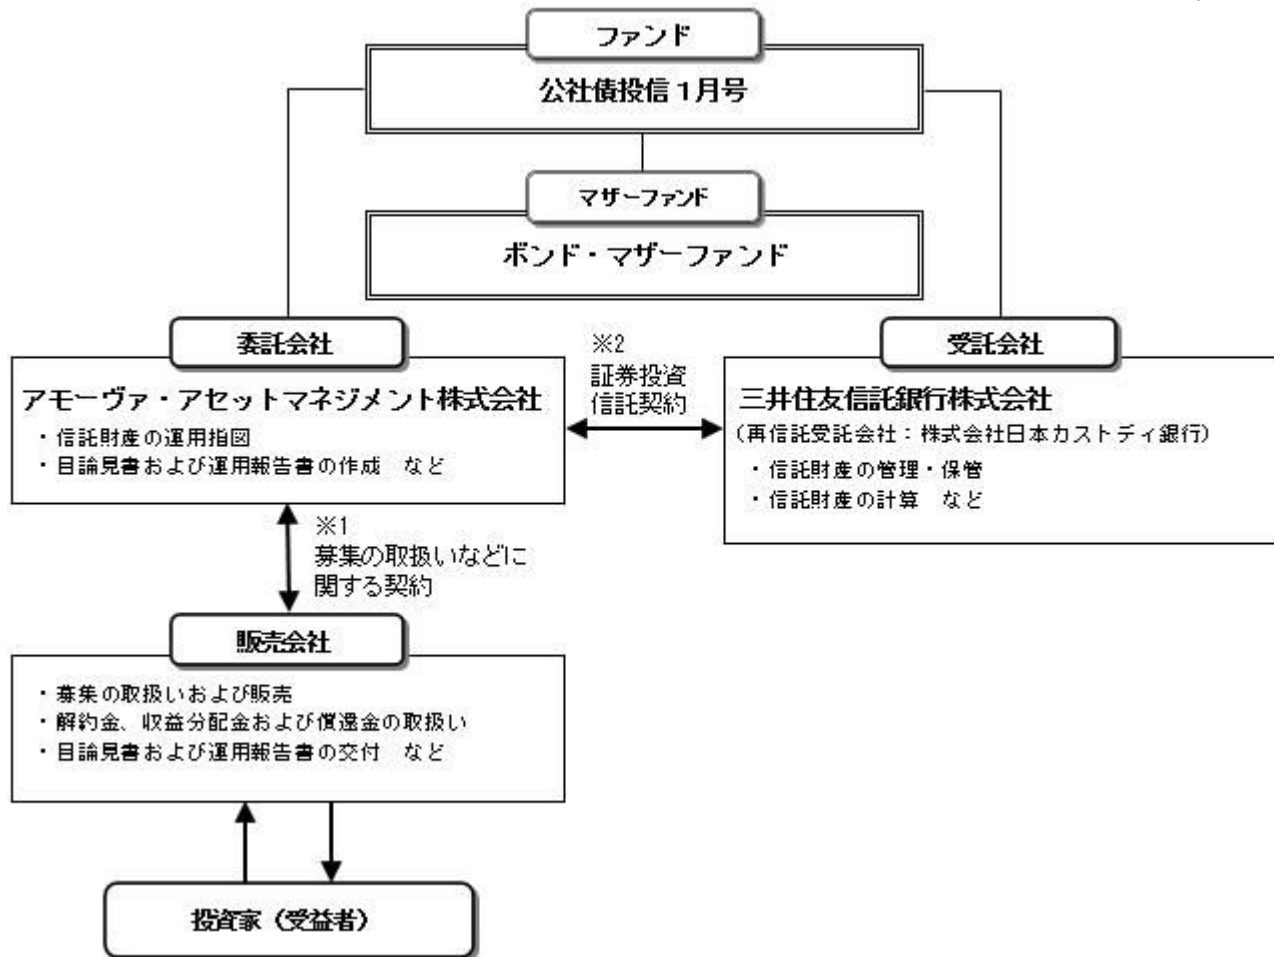 ファンド
公社債投信1月号
マザーファンド
ボンド・マザーファンド
委託会社
アモーヴァ・アセットマネジメント株式会社
・信託財産の運用指図
・目論見書および運用報告書の作成 など
※2
証券投資
信託契約
受託会社
三井住友信託銀行株式会社
(再信託受託会社:株式会社日本カストディ銀行)
・信託財産の管理・保管
・信託財産の計算 など
※1
募集の取扱いなどに
関する契約
販売会社
・募集の取扱いおよび販売
・解約金、収益分配金および償還金の取扱い
・目論見書および運用報告書の交付 など
投資家(受益者)